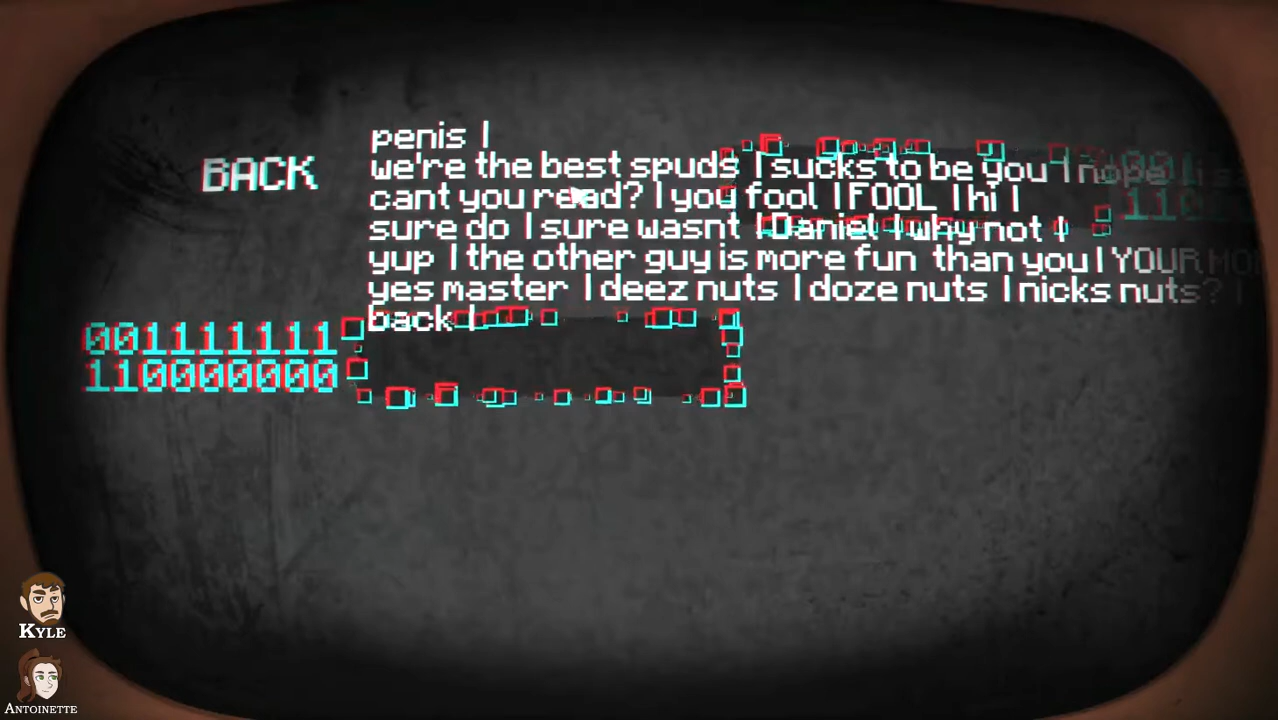 penis |
BACK
we're the best spuds | sucks to be you | nope |
cant you read? | you fool | FOOL | hi |
sure do | sure wasnt | Daniel | why not |
yup | the other guy is more fun than you | YOUR MOM
yes master | deez nuts | doze nuts | nicks nuts? |
back |
001111111
110000000
KYLE
ANTOINETTE